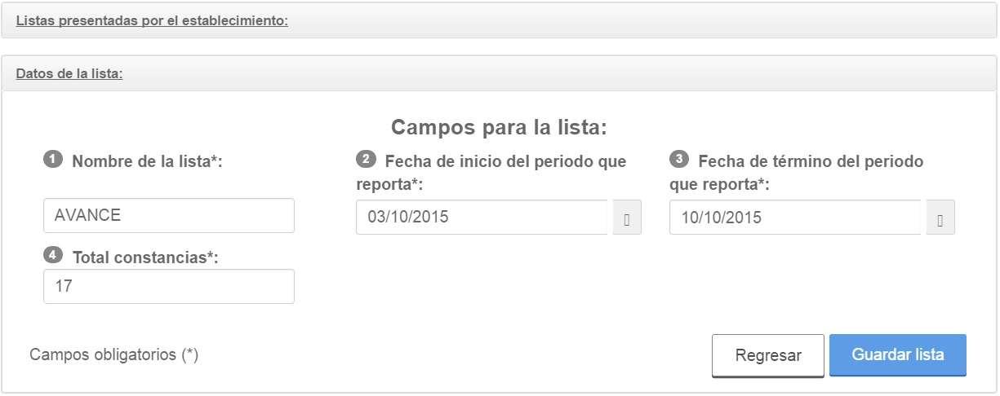 Listas presentadas por el establecimiento:
Datos de la lista:
Campos para la lista:
1 Nombre de la lista*:
2 Fecha de inicio del periodo que
reporta*:
3 Fecha de término del periodo
que reporta*:
AVANCE
03/10/2015
10/10/2015
4 Total constancias*:
17
Campos obligatorios (*)
Regresar
Guardar lista